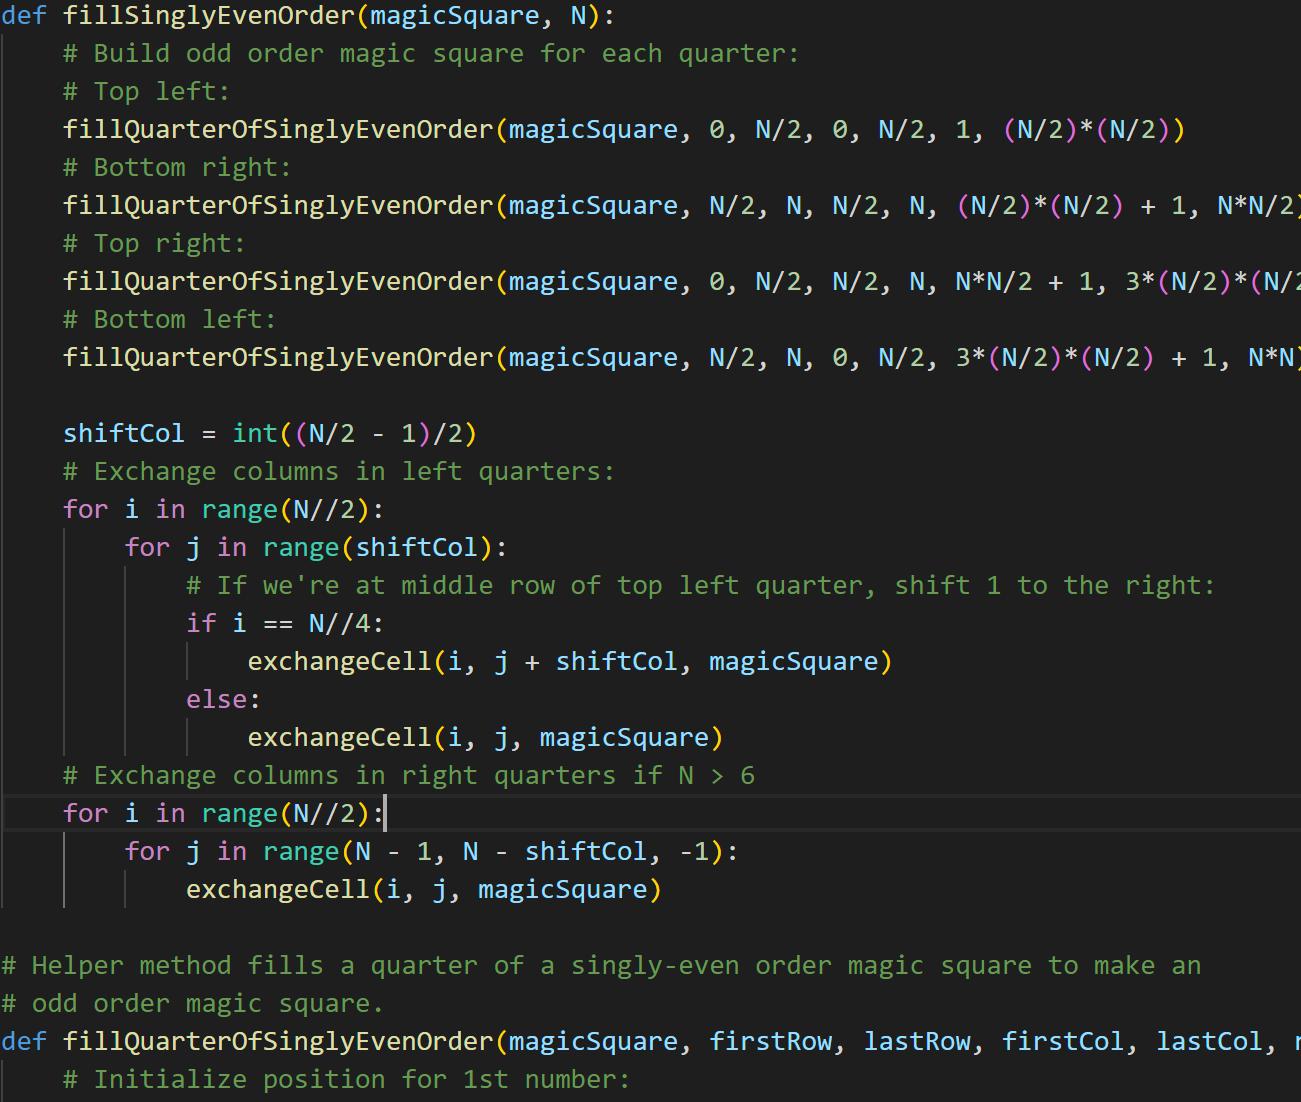 def fillSinglyEvenOrder(magicSquare, N):
    # Build odd order magic square for each quarter:
    # Top left:
    fillQuarterOfSinglyEvenOrder(magicSquare, 0, N/2, 0, N/2, 1, (N/2)*(N/2))
    # Bottom right:
    fillQuarterOfSinglyEvenOrder(magicSquare, N/2, N, N/2, N, (N/2)*(N/2) + 1, N*N/2)
    # Top right:
    fillQuarterOfSinglyEvenOrder(magicSquare, 0, N/2, N/2, N, N*N/2 + 1, 3*(N/2)*(N/2
    # Bottom left:
    fillQuarterOfSinglyEvenOrder(magicSquare, N/2, N, 0, N/2, 3*(N/2)*(N/2) + 1, N*N)

    shiftCol = int((N/2 - 1)/2)
    # Exchange columns in left quarters:
    for i in range(N//2):
        for j in range(shiftCol):
            # If we're at middle row of top left quarter, shift 1 to the right:
            if i == N//4:
                exchangeCell(i, j + shiftCol, magicSquare)
            else:
                exchangeCell(i, j, magicSquare)
    # Exchange columns in right quarters if N > 6
    for i in range(N//2):
        for j in range(N - 1, N - shiftCol, -1):
            exchangeCell(i, j, magicSquare)

# Helper method fills a quarter of a singly-even order magic square to make an
# odd order magic square.
def fillQuarterOfSinglyEvenOrder(magicSquare, firstRow, lastRow, firstCol, lastCol,
    # Initialize position for 1st number: